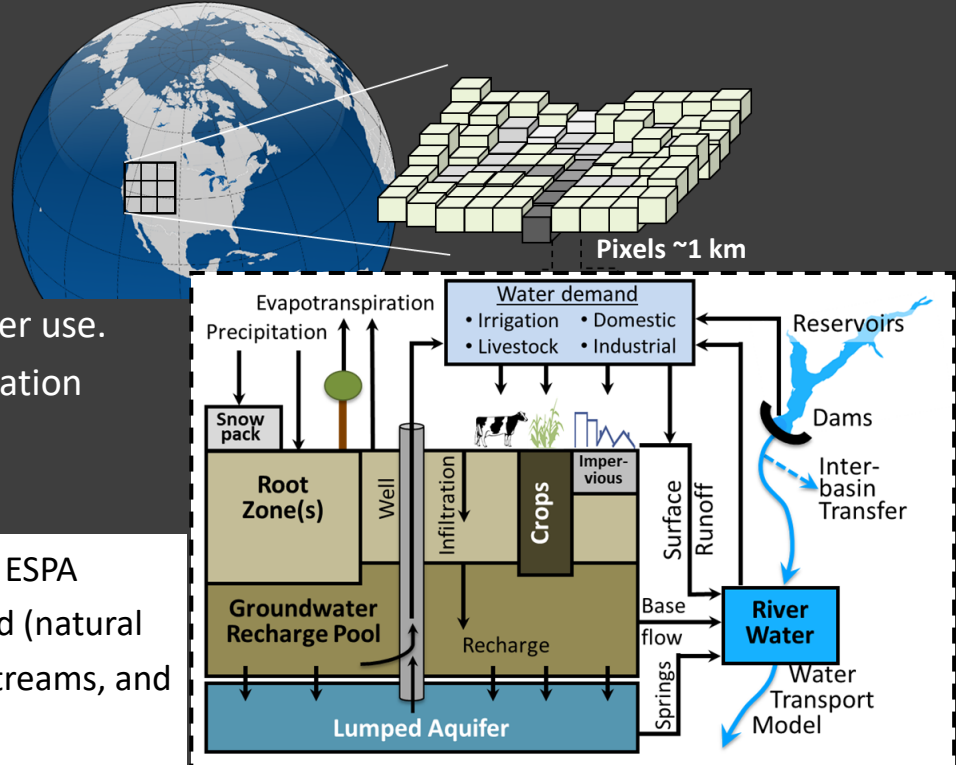 Pixels ~1 km
er use.
ation
ESPA
d (natural
treams, and
Evapotranspiration
Precipitation
Water demand
• Irrigation • Domestic
• Livestock • Industrial
Reservoirs
Dams
Inter-
basin
Transfer
Snow
pack
Root
Zone(s)
Well
Infiltration
Crops
Imper-
vious
Surface
Runoff
Groundwater
Recharge Pool
Recharge
Base
flow
Springs
River
Water
Water
Transport
Model
Lumped Aquifer